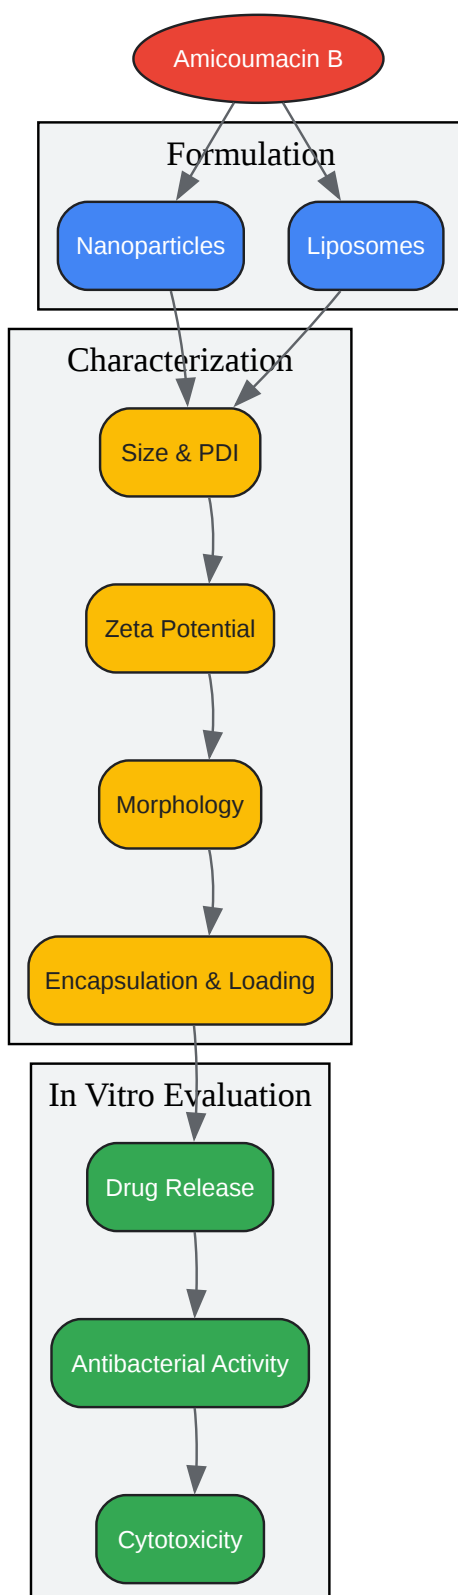 Amicoumacin B
Formulation
Nanoparticles
Liposomes
Characterization
Size & PDI
Zeta Potential
Morphology
Encapsulation & Loading
In Vitro Evaluation
Drug Release
Antibacterial Activity
Cytotoxicity